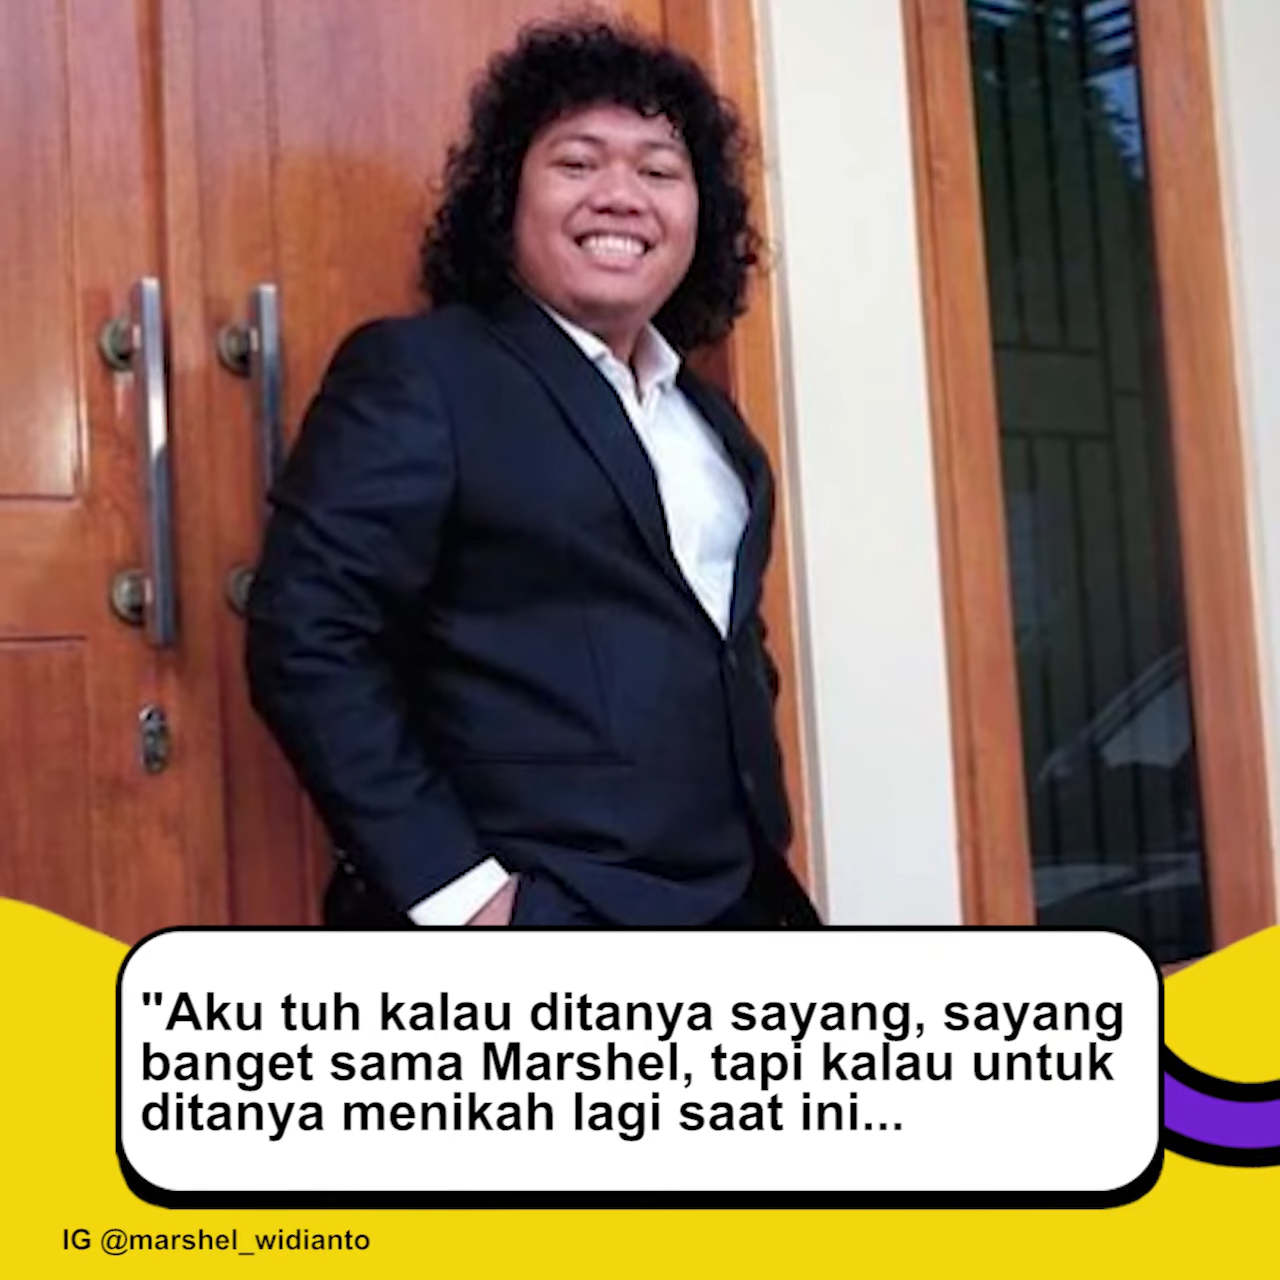 "Aku tuh kalau ditanya sayang, sayang
banget sama Marshel, tapi kalau untuk
ditanya menikah lagi saat ini...
IG @marshel_widianto